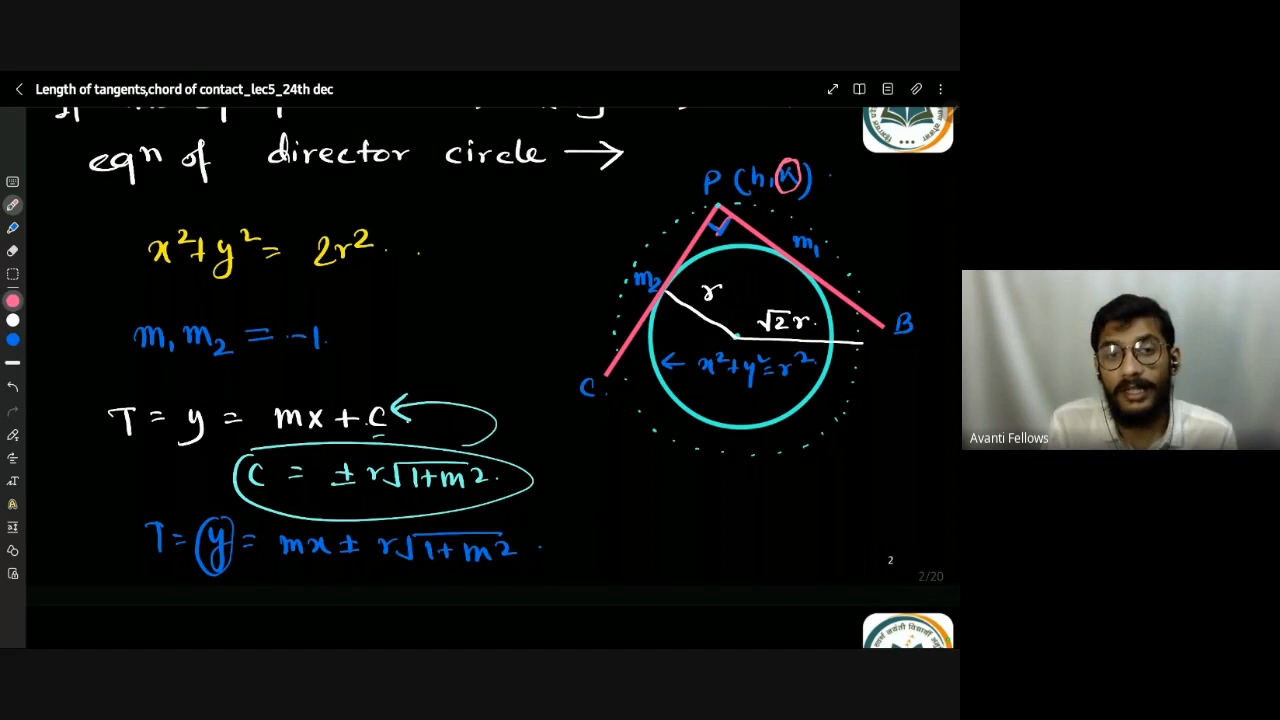 Length of tangents,chord of contact_lec5_24th dec
eqn of director circle →
P (h,k)
x²+y² = 2r².
m₁
m₂
r
√2r.
B
m₁m₂ = -1.
← x²+y²=r².
C.
T = y = mx+c
C = ±r√1+m².
T = y = mx ± r√1+m².
2
2/20
Avanti Fellows